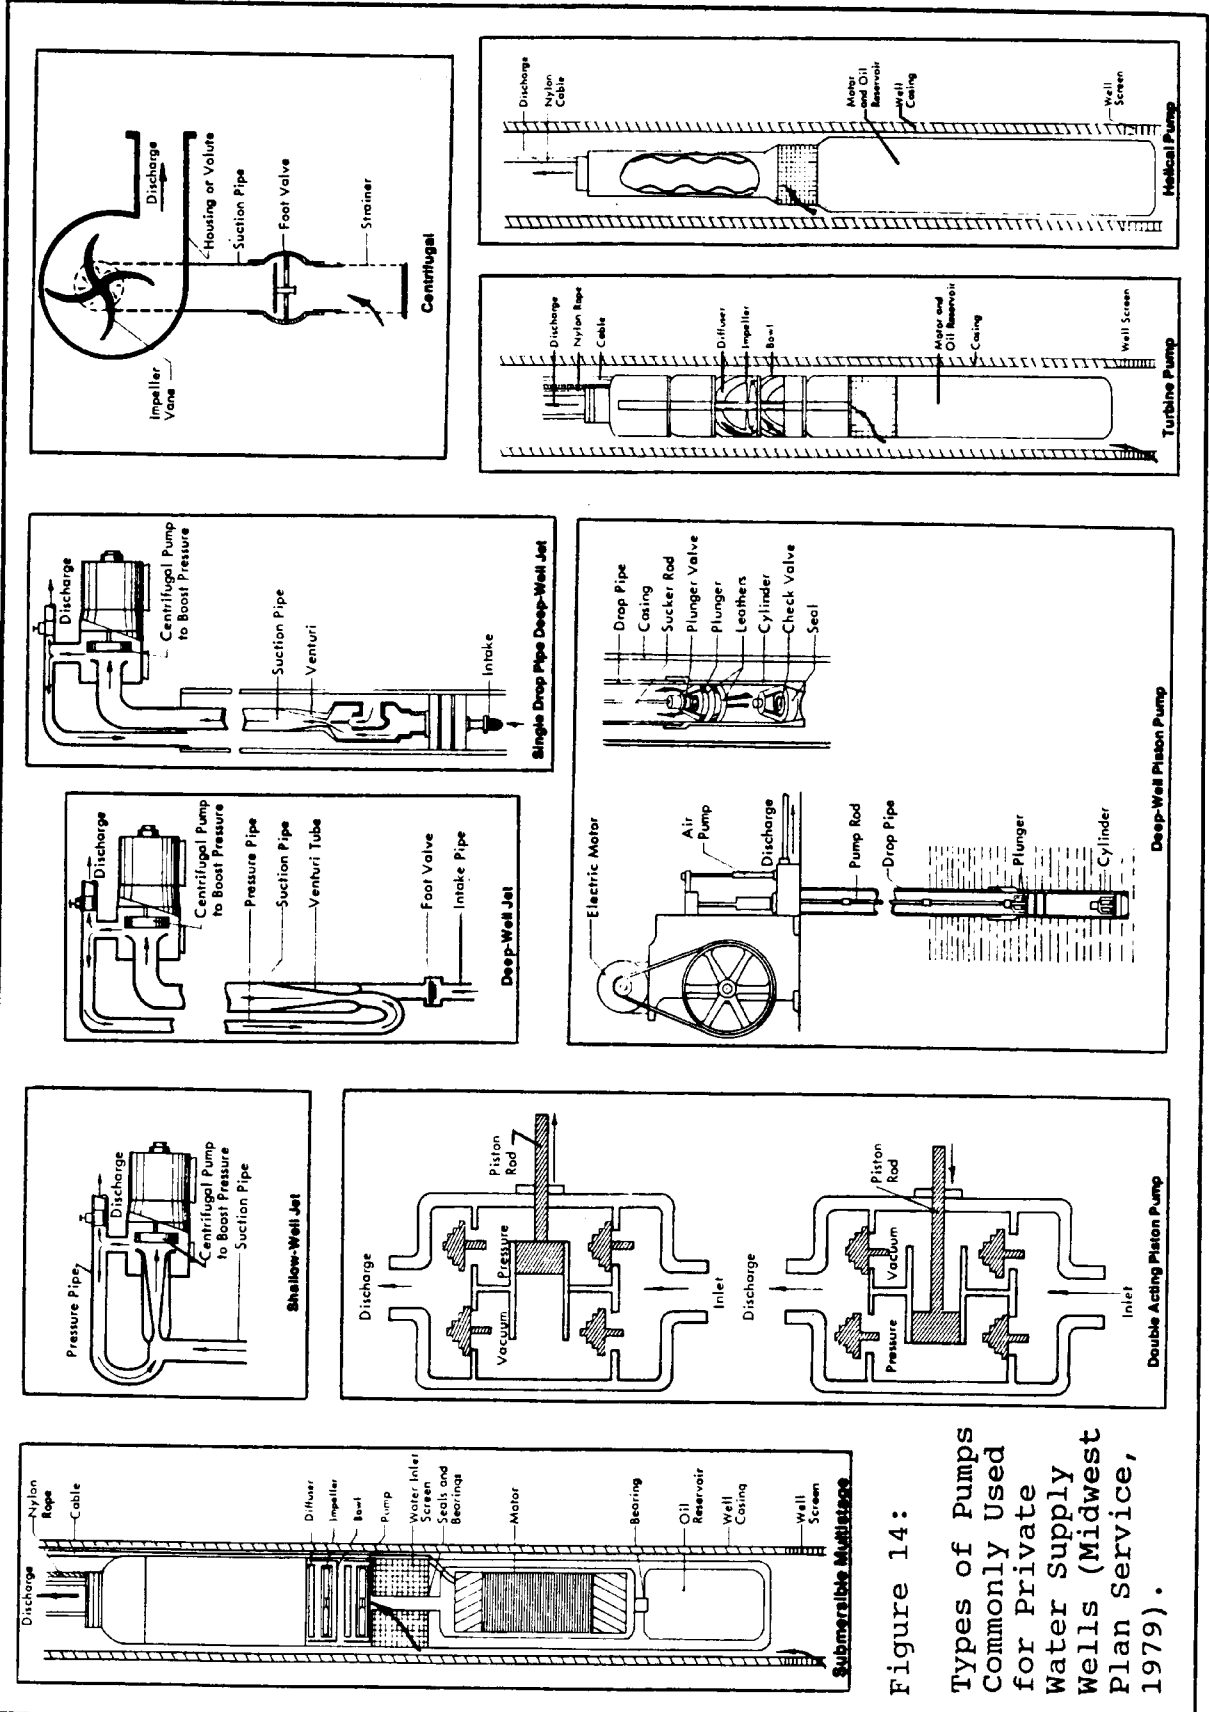 Nylon
Rope
Cable
Discharge
Diffuser
Impeller
Bowl
Pump
Water Inlet
Screen
Seals and
Bearings
Motor
Bearing
Oil
Reservoir
Well
Casing
Well
Screen
Submersible Multistage
Pressure Pipe
Discharge
Centrifugal Pump
to Boost Pressure
Suction Pipe
Shallow-Well Jet
Discharge
Centrifugal Pump
to Boost Pressure
Pressure Pipe
Suction Pipe
Venturi Tube
Foot Valve
Intake Pipe
Deep-Well Jet
Discharge
Centrifugal Pump
to Boost Pressure
Suction Pipe
Venturi
Intake
Single Drop Pipe Deep-Well Jet
Discharge
Housing or Volute
Suction Pipe
Foot Valve
Strainer
Impeller
Vane
Centrifugal
Discharge
Vacuum
Pressure
Piston
Rod
Inlet
Discharge
Pressure
Vacuum
Piston
Rod
Inlet
Double Acting Piston Pump
Electric Motor
Air
Pump
Discharge
Pump Rod
Drop Pipe
Plunger
Cylinder
Drop Pipe
Casing
Sucker Rod
Plunger Valve
Plunger
Leathers
Cylinder
Check Valve
Seal
Deep-Well Piston Pump
Discharge
Nylon Rope
Cable
Diffuser
Impeller
Bowl
Motor and
Oil Reservoir
Casing
Well Screen
Turbine Pump
Discharge
Nylon
Cable
Motor
and Oil
Reservoir
Well
Casing
Well
Screen
Helical Pump
Figure 14:
Types of Pumps
Commonly Used
for Private
Water Supply
Wells (Midwest
Plan Service,
1979).